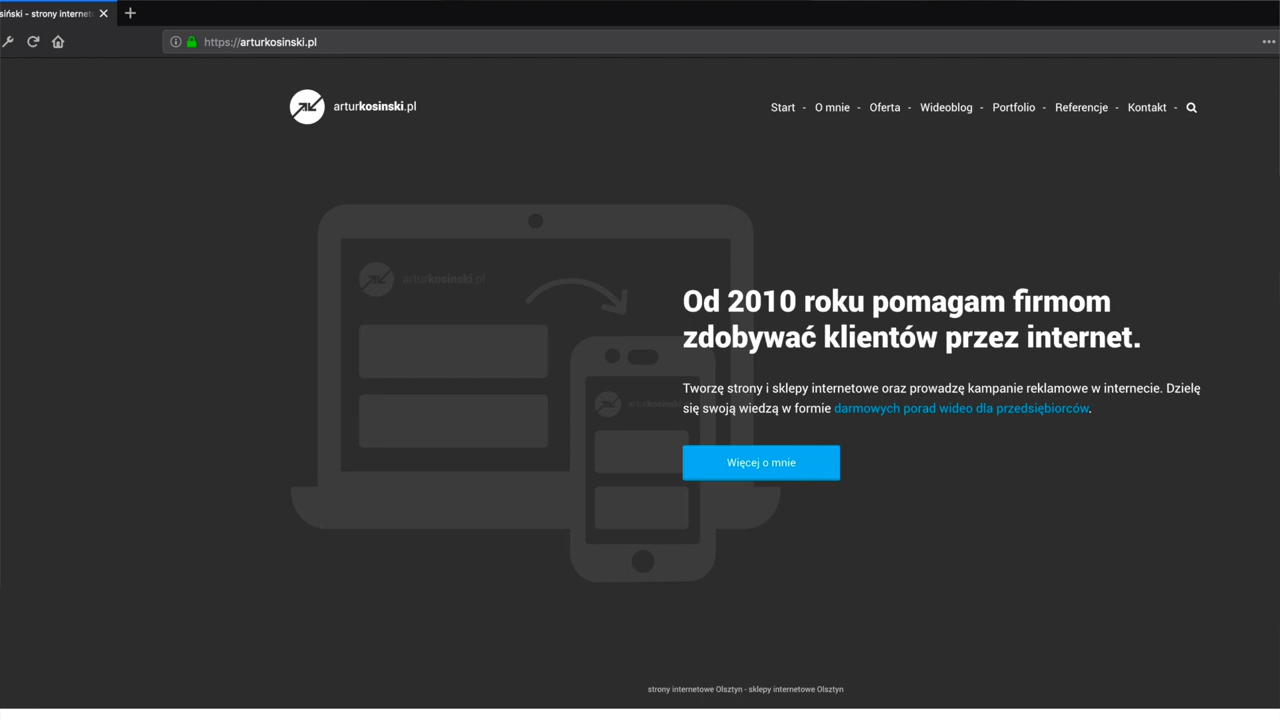 siński - strony internet
https://arturkosinski.pl
arturkosinski.pl
Start - O mnie - Oferta - Wideoblog - Portfolio - Referencje - Kontakt -
arturkosinski.pl
Od 2010 roku pomagam firmom
zdobywać klientów przez internet.
Tworzę strony i sklepy internetowe oraz prowadzę kampanie reklamowe w internecie. Dzielę
się swoją wiedzą w formie darmowych porad wideo dla przedsiębiorców.
arturkosinski
Więcej o mnie
strony internetowe Olsztyn - sklepy internetowe Olsztyn